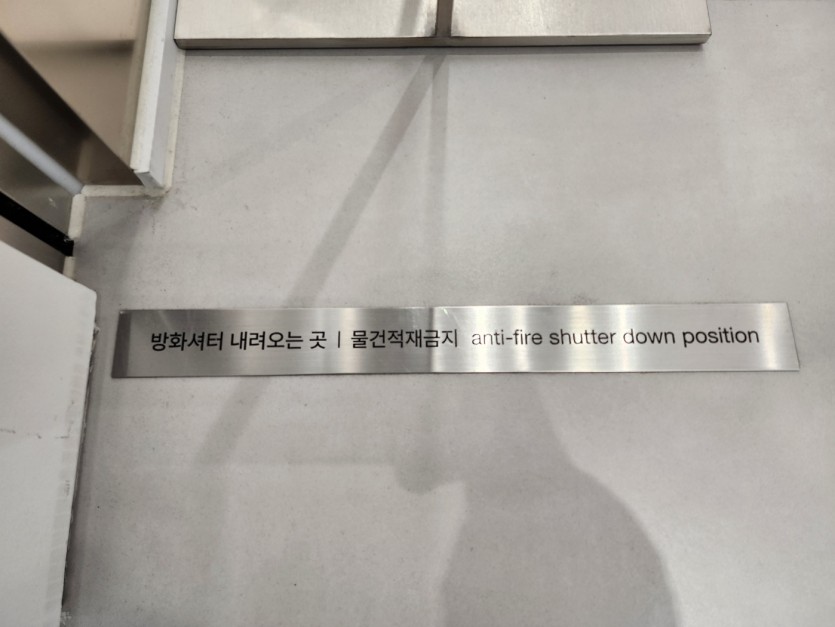 방화셔터 내려오는 곳 | 물건적재금지 anti-fire shutter down position